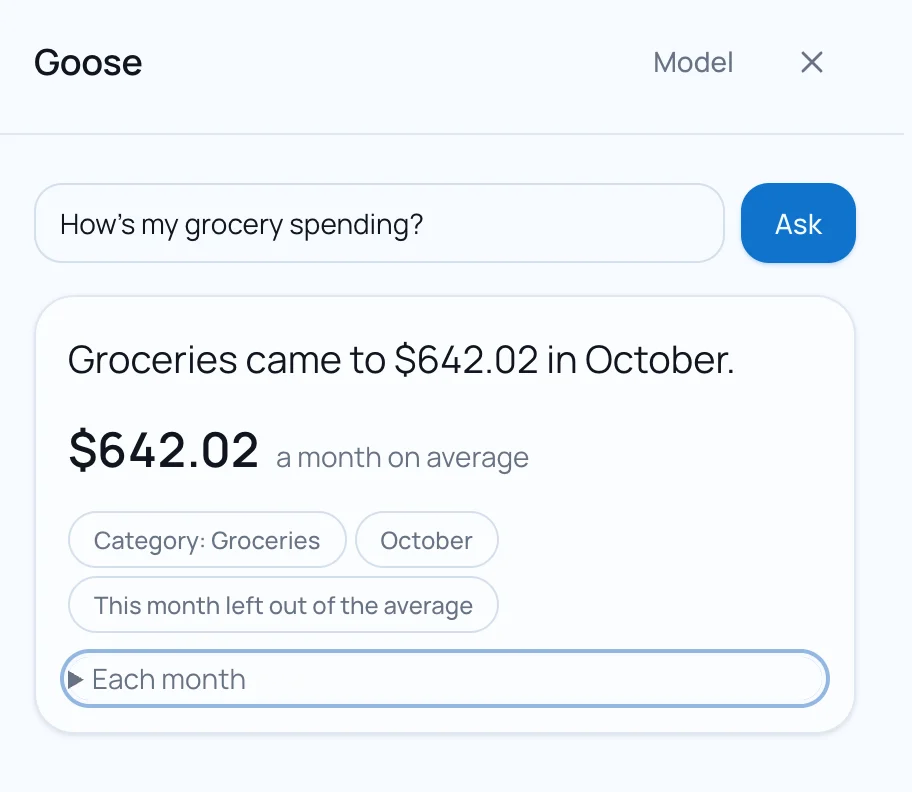 Goose
Model
How's my grocery spending?
Ask
Groceries came to $642.02 in October.
$642.02 a month on average
Category: Groceries
October
This month left out of the average
Each month